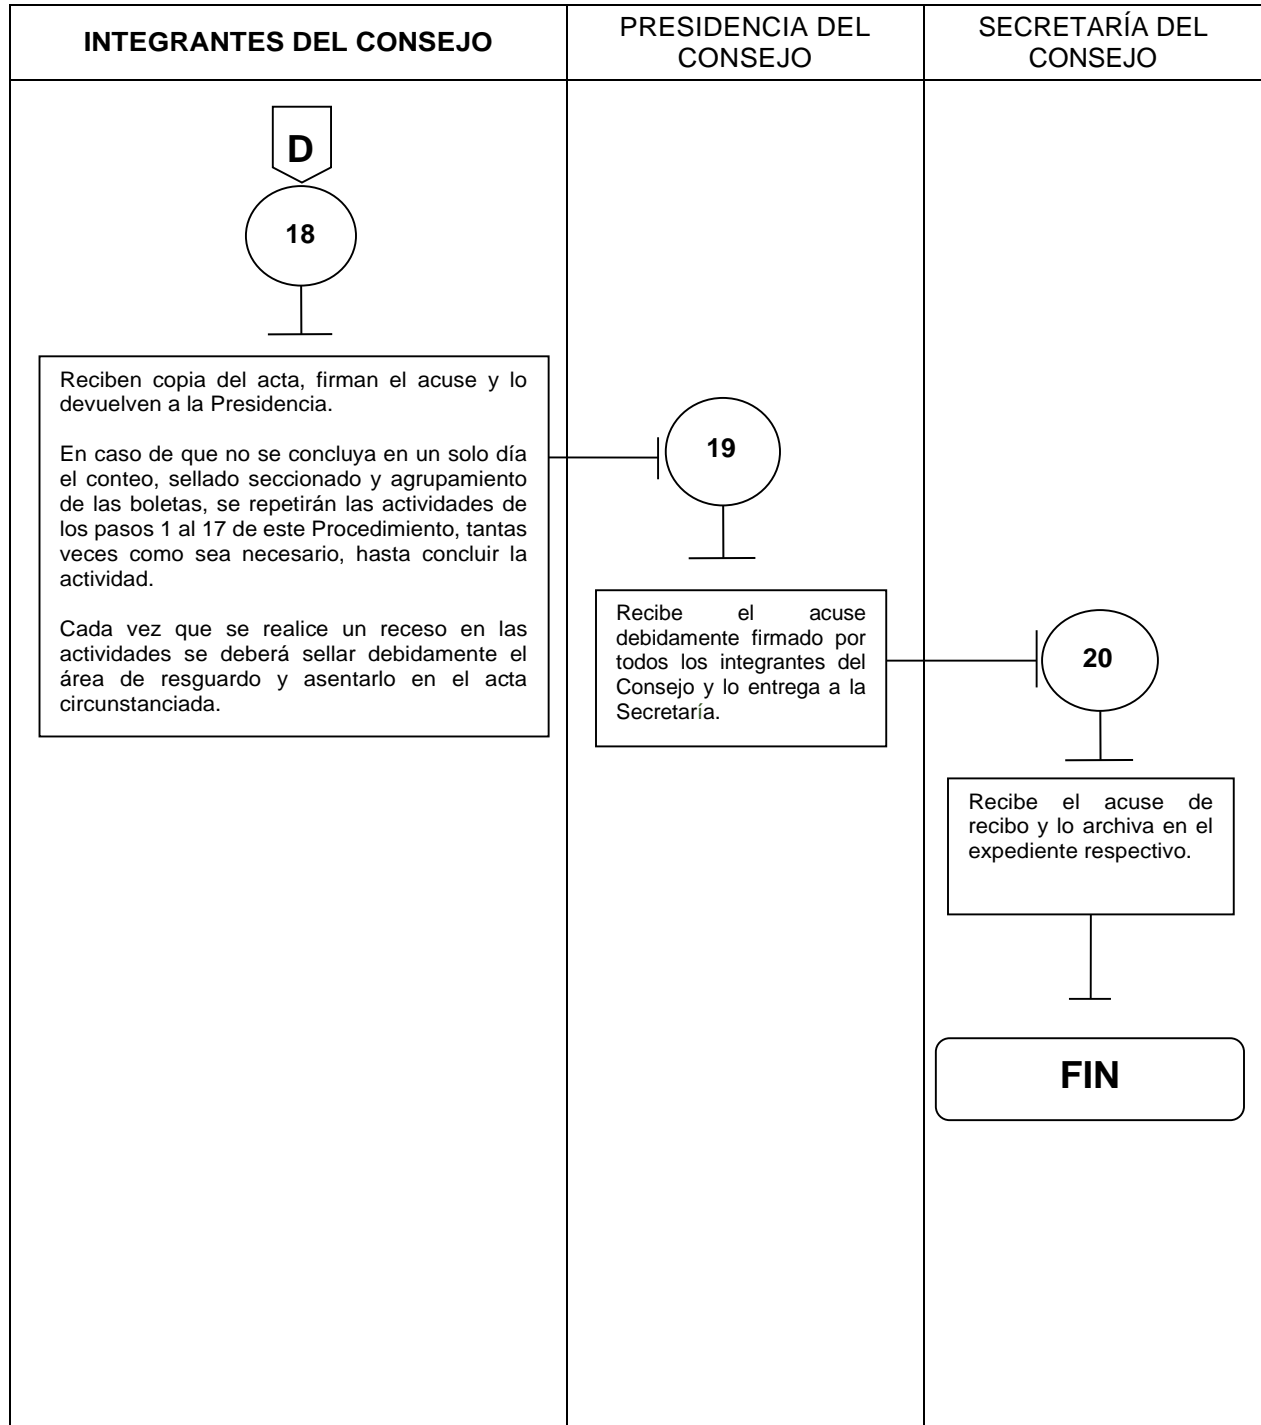 INTEGRANTES DEL CONSEJO
PRESIDENCIA DEL
CONSEJO
SECRETARÍA DEL
CONSEJO
D
18
Reciben copia del acta, firman el acuse y lo
devuelven a la Presidencia.
En caso de que no se concluya en un solo día
el conteo, sellado seccionado y agrupamiento
de las boletas, se repetirán las actividades de
los pasos 1 al 17 de este Procedimiento, tantas
veces como sea necesario, hasta concluir la
actividad.
Cada vez que se realice un receso en las
actividades se deberá sellar debidamente el
área de resguardo y asentarlo en el acta
circunstanciada.
19
Recibe el acuse
debidamente firmado por
todos los integrantes del
Consejo y lo entrega a la
Secretaría.
20
Recibe el acuse de
recibo y lo archiva en el
expediente respectivo.
FIN